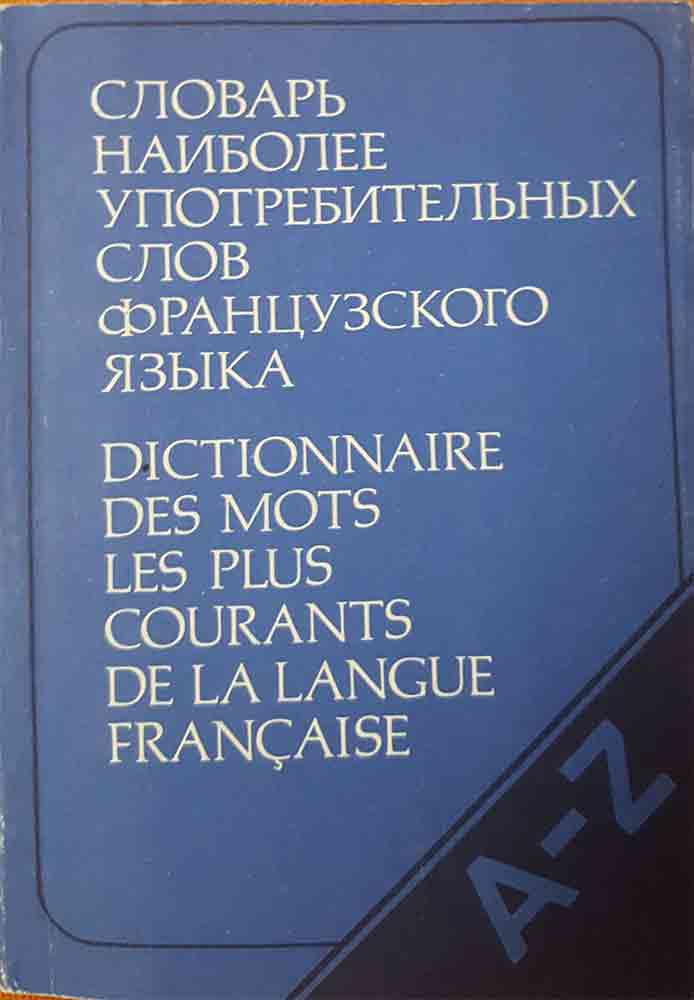 СЛОВАРЬ
НАИБОЛЕЕ
УПОТРЕБИТЕЛЬНЫХ
СЛОВ
ФРАНЦУЗСКОГО
ЯЗЫКА
DICTIONNAIRE
DES MOTS
LES PLUS
COURANTS
DE LA LANGUE
FRANÇAISE
A-Z